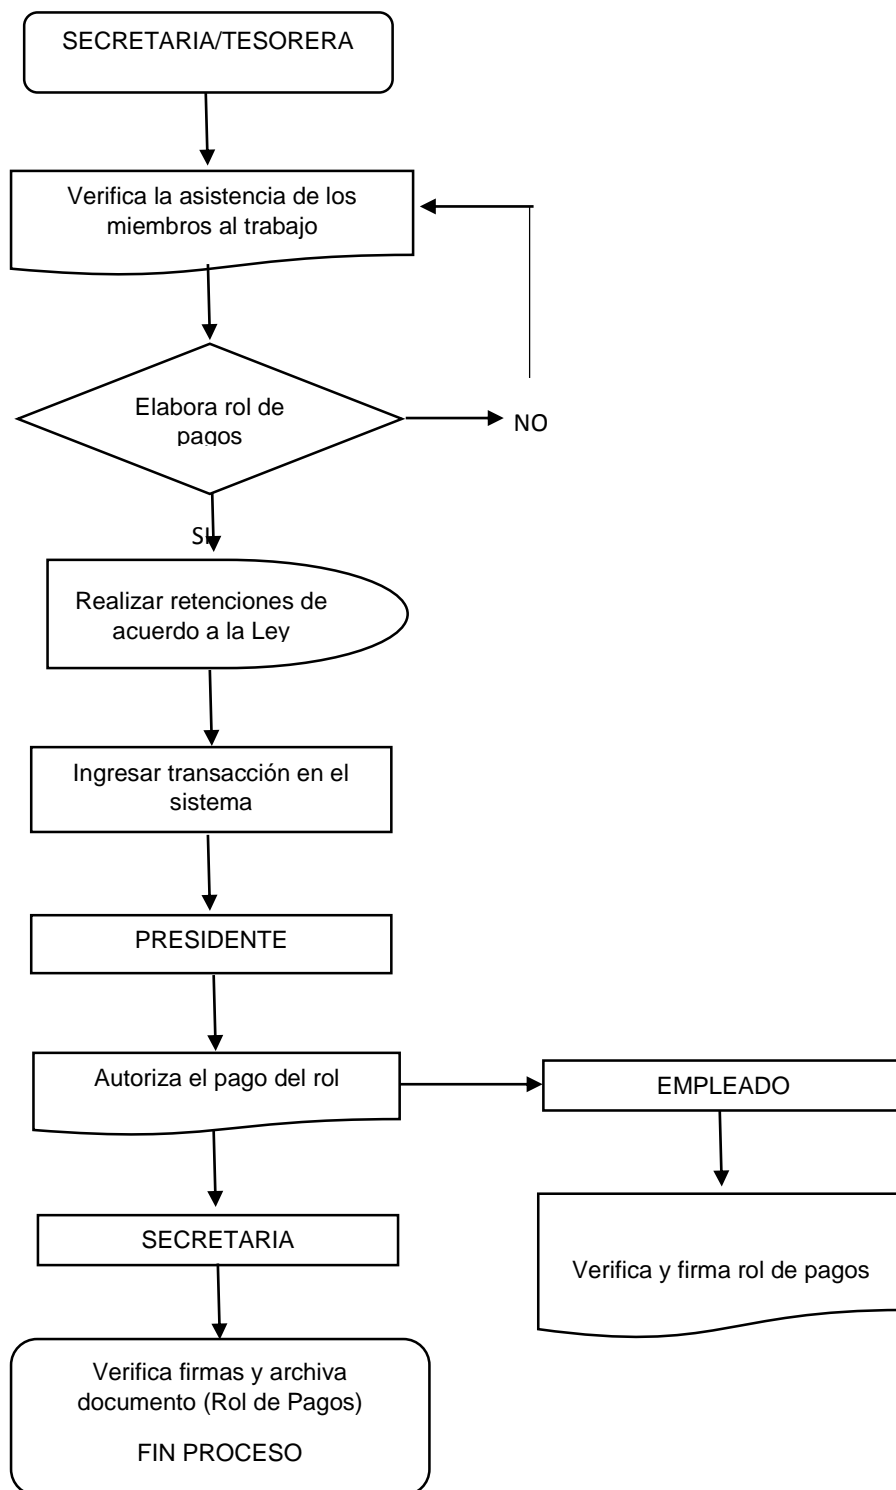 SECRETARIA/TESORERA
Verifica la asistencia de los
miembros al trabajo
Elabora rol de
pagos
NO
SI
Realizar retenciones de
acuerdo a la Ley
Ingresar transacción en el
sistema
PRESIDENTE
Autoriza el pago del rol
EMPLEADO
SECRETARIA
Verifica y firma rol de pagos
Verifica firmas y archiva
documento (Rol de Pagos)
FIN PROCESO